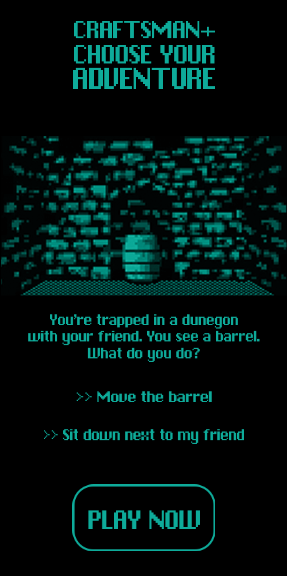 CRAFTSMAN+
CHOOSE YOUR
ADVENTURE
You're trapped in a dunegon
with your friend. You see a barrel.
What do you do?
>> Move the barrel
>> Sit down next to my friend
PLAY NOW